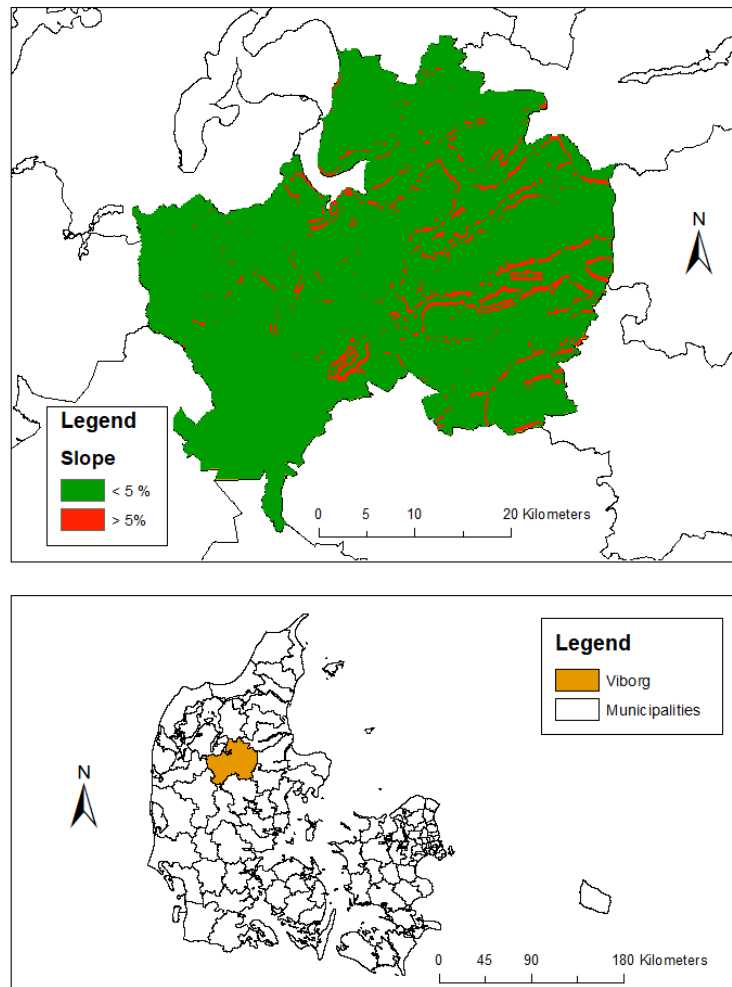 N
Legend
Slope
< 5 %
> 5%
0 5 10 20 Kilometers
Legend
Viborg
Municipalities
N
0 45 90 180 Kilometers